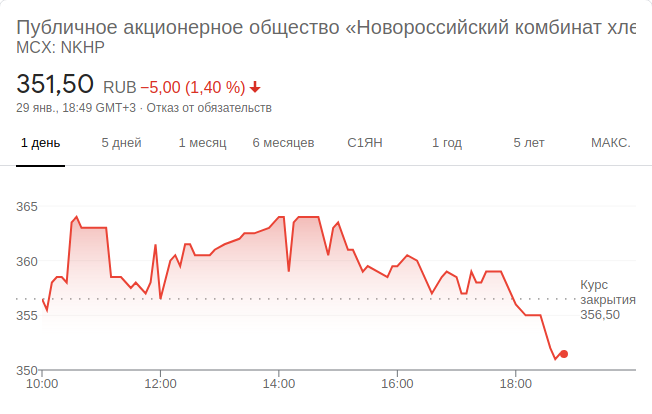 Публичное акционерное общество «Новороссийский комбинат хле
MCX: NKHP
351,50 RUB −5,00 (1,40 %)
29 янв., 18:49 GMT+3 · Отказ от обязательств
1 день 5 дней 1 месяц 6 месяцев С1ЯН 1 год 5 лет МАКС.
365
360
Курс
закрытия
355 356,50
350
10:00 12:00 14:00 16:00 18:00